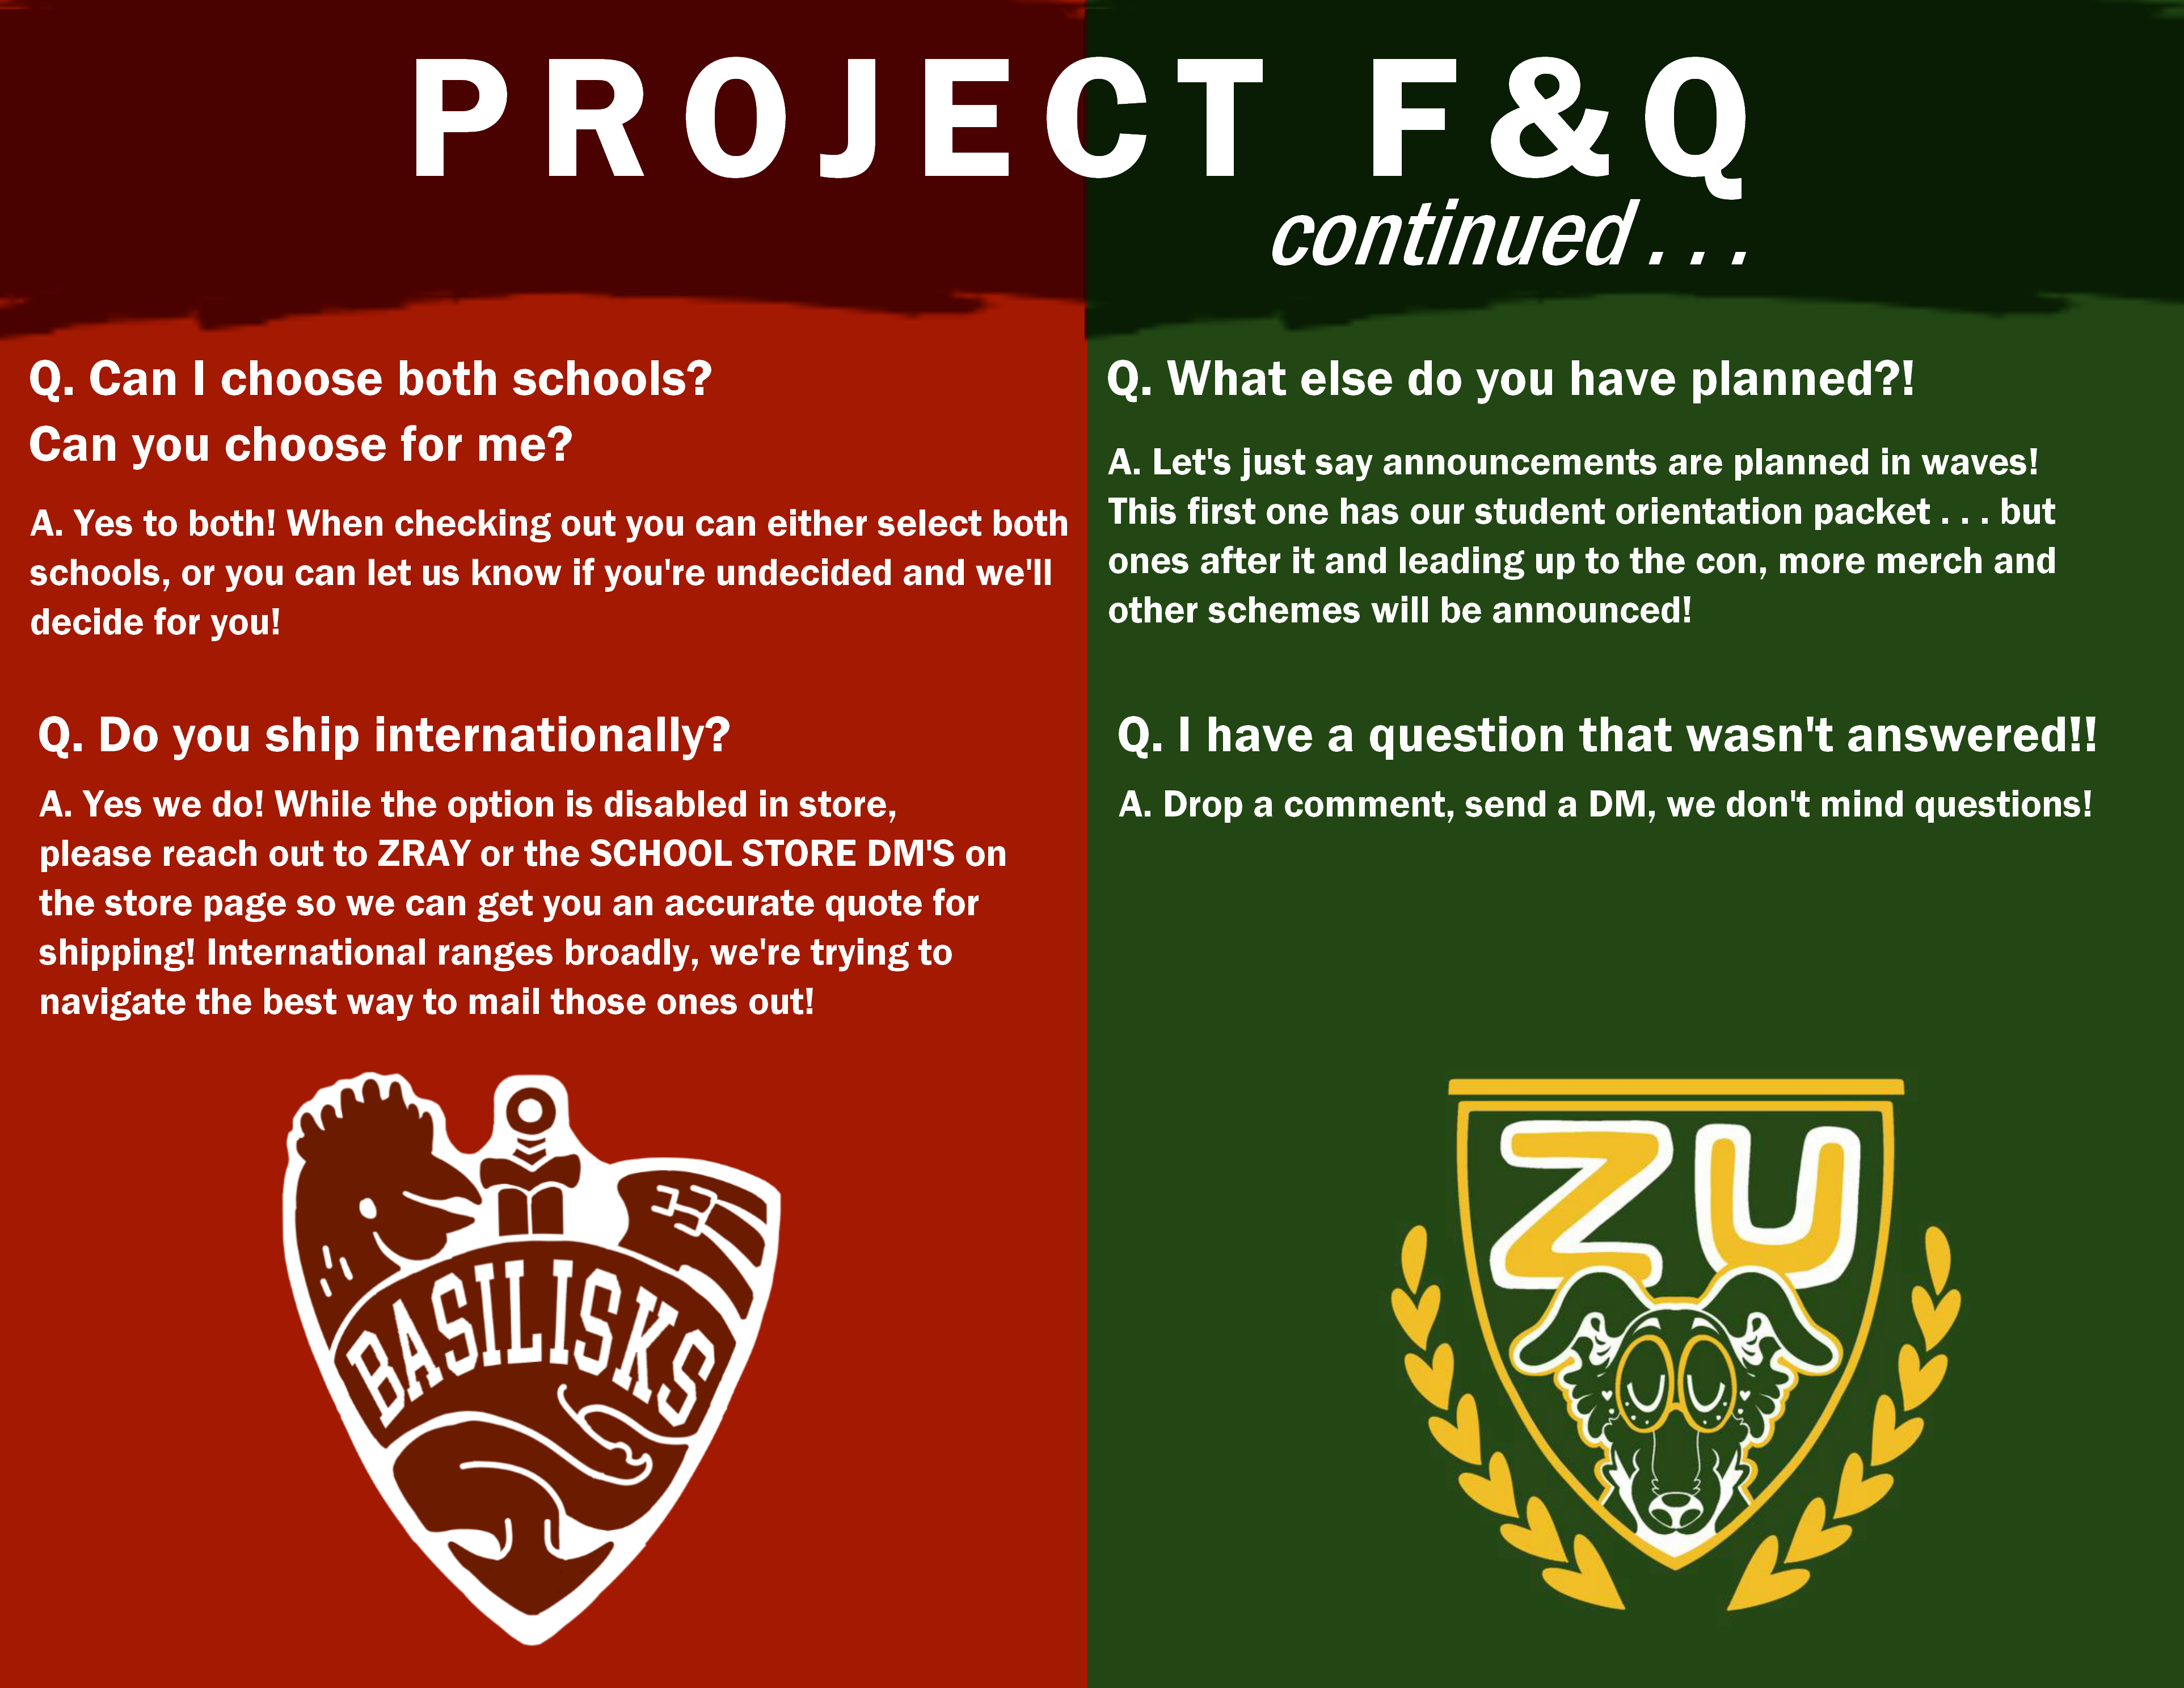 PROJECT F&Q
continued . . .
Q. Can I choose both schools?
Can you choose for me?
A. Yes to both! When checking out you can either select both
schools, or you can let us know if you're undecided and we'll
decide for you!
Q. Do you ship internationally?
A. Yes we do! While the option is disabled in store,
please reach out to ZRAY or the SCHOOL STORE DM'S on
the store page so we can get you an accurate quote for
shipping! International ranges broadly, we're trying to
navigate the best way to mail those ones out!
BASILISKS
Q. What else do you have planned?!
A. Let's just say announcements are planned in waves!
This first one has our student orientation packet . . . but
ones after it and leading up to the con, more merch and
other schemes will be announced!
Q. I have a question that wasn't answered!!
A. Drop a comment, send a DM, we don't mind questions!
ZU